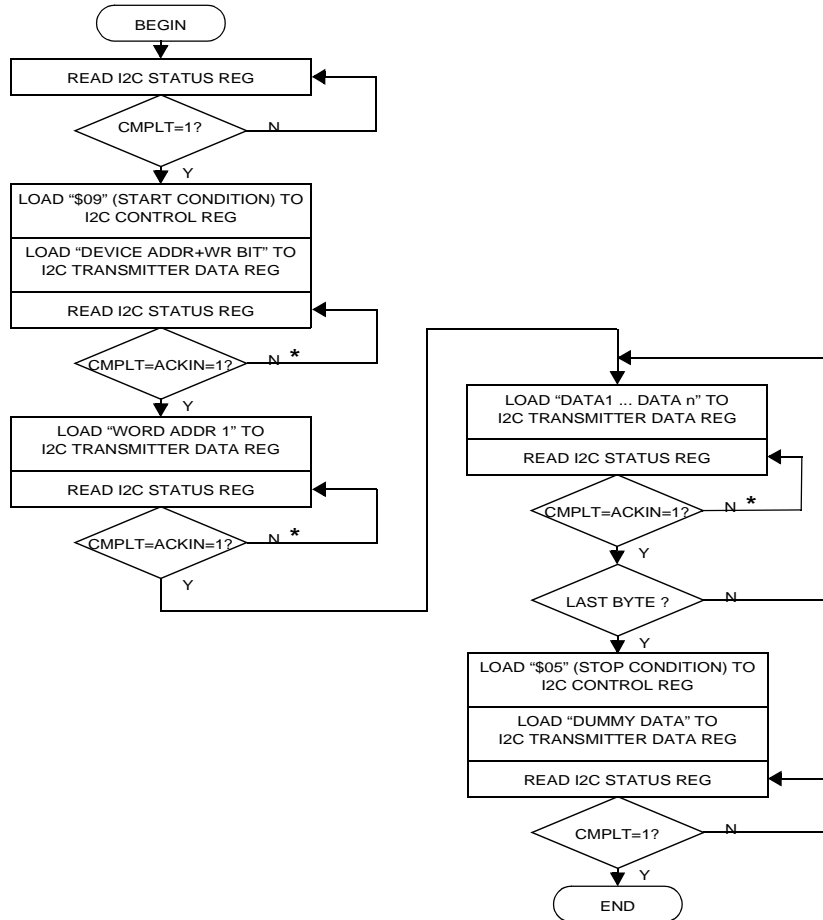 BEGIN
READ I2C STATUS REG
CMPLT=1?
N
Y
LOAD “$09” (START CONDITION) TO
I2C CONTROL REG
LOAD “DEVICE ADDR+WR BIT” TO
I2C TRANSMITTER DATA REG
READ I2C STATUS REG
CMPLT=ACKIN=1?
N *
Y
LOAD “WORD ADDR 1” TO
I2C TRANSMITTER DATA REG
READ I2C STATUS REG
CMPLT=ACKIN=1?
N *
Y
LOAD “DATA1 ... DATA n” TO
I2C TRANSMITTER DATA REG
READ I2C STATUS REG
CMPLT=ACKIN=1?
N *
Y
LAST BYTE ?
N
Y
LOAD “$05” (STOP CONDITION) TO
I2C CONTROL REG
LOAD “DUMMY DATA” TO
I2C TRANSMITTER DATA REG
READ I2C STATUS REG
CMPLT=1?
N
Y
END